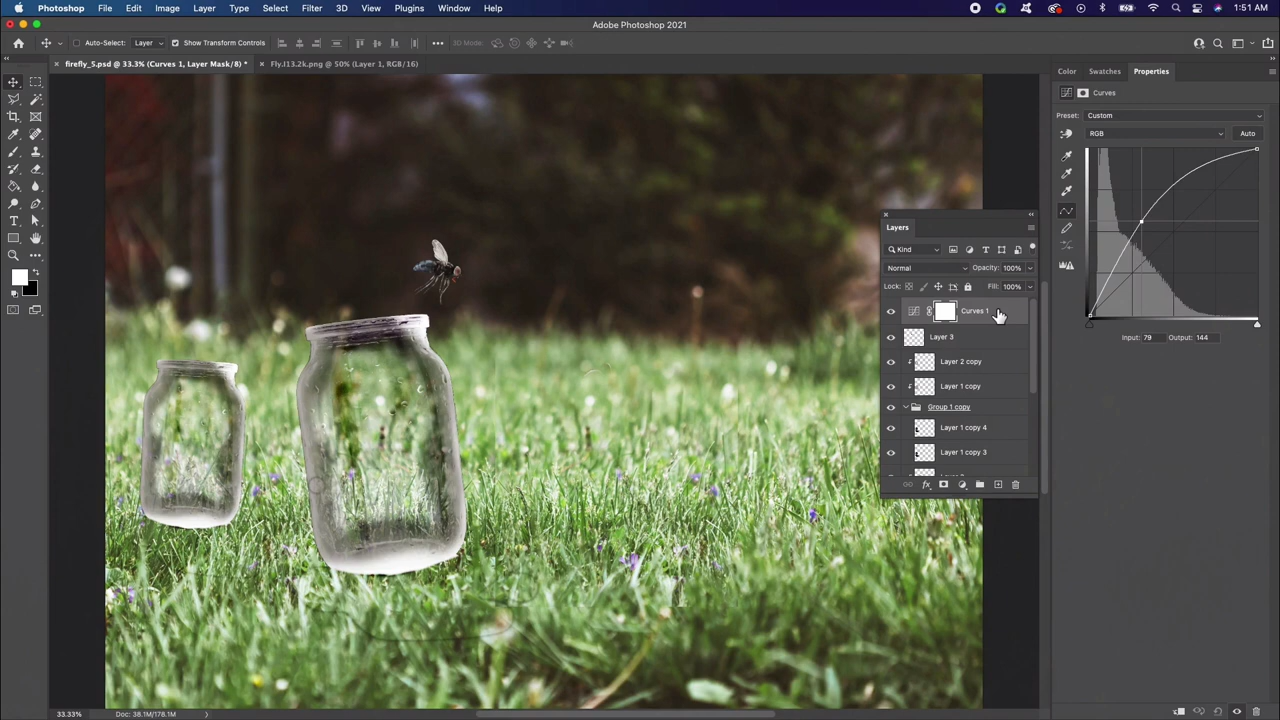 Photoshop File Edit Image Layer Type Select Filter 3D View Plugins Window Help 1:51 AM
Adobe Photoshop 2021
Auto-Select: Layer Show Transform Controls 3D Mode:
firefly_5.psd @ 33.3% (Curves 1, Layer Mask/8) * Fly.I13.2k.png @ 50% (Layer 1, RGB/16)
Color Swatches Properties
Curves
Preset: Custom
RGB Auto
Layers
Kind
Normal Opacity: 100%
Lock: Fill: 100%
Curves 1
Layer 3
Input: 79 Output: 144
Layer 2 copy
Layer 1 copy
Group 1 copy
Layer 1 copy 4
Layer 1 copy 3
fx
33.33% Doc: 38.1M/178.1M